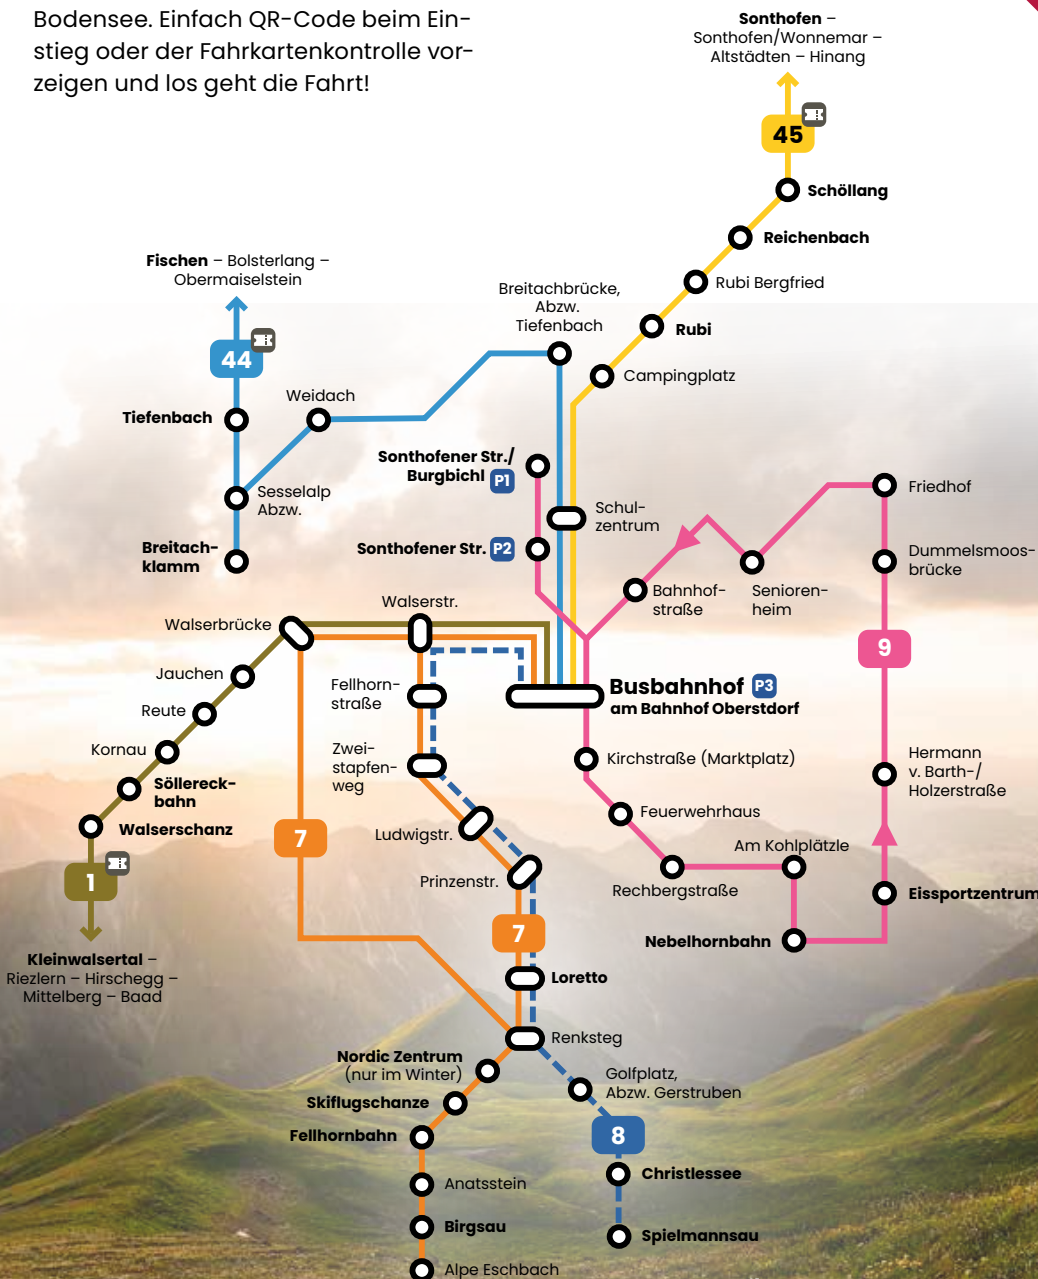 Bodensee. Einfach QR-Code beim Ein-
stieg oder der Fahrkartenkontrolle vor-
zeigen und los geht die Fahrt!
Sonthofen –
Sonthofen/Wonnemar –
Altstädten – Hinang
45
Schöllang
Reichenbach
Rubi Bergfried
Rubi
Campingplatz
Fischen – Bolsterlang –
Obermaiselstein
44
Breitachbrücke,
Abzw.
Tiefenbach
Weidach
Tiefenbach
Sesselalp
Abzw.
Breitach-
klamm
Sonthofener Str./
Burgbichl P1
Schul-
zentrum
Sonthofener Str. P2
Friedhof
Dummelsmoos-
brücke
Senioren-
heim
Bahnhof-
straße
9
Walserstr.
Walserbrücke
Jauchen
Reute
Kornau
Söllereck-
bahn
Walserschanz
1
Kleinwalsertal –
Riezlern – Hirschegg –
Mittelberg – Baad
Fellhorn-
straße
Zwei-
stapfen-
weg
Ludwigstr.
Prinzenstr.
7
7
Busbahnhof P3
am Bahnhof Oberstdorf
Kirchstraße (Marktplatz)
Feuerwehrhaus
Am Kohlplätzle
Rechbergstraße
Nebelhornbahn
Hermann
v. Barth-/
Holzerstraße
Eissportzentrum
Loretto
Renksteg
Nordic Zentrum
(nur im Winter)
Skiflugschanze
Fellhornbahn
Anatsstein
Birgsau
Alpe Eschbach
Golfplatz,
Abzw. Gerstruben
8
Christlessee
Spielmannsau